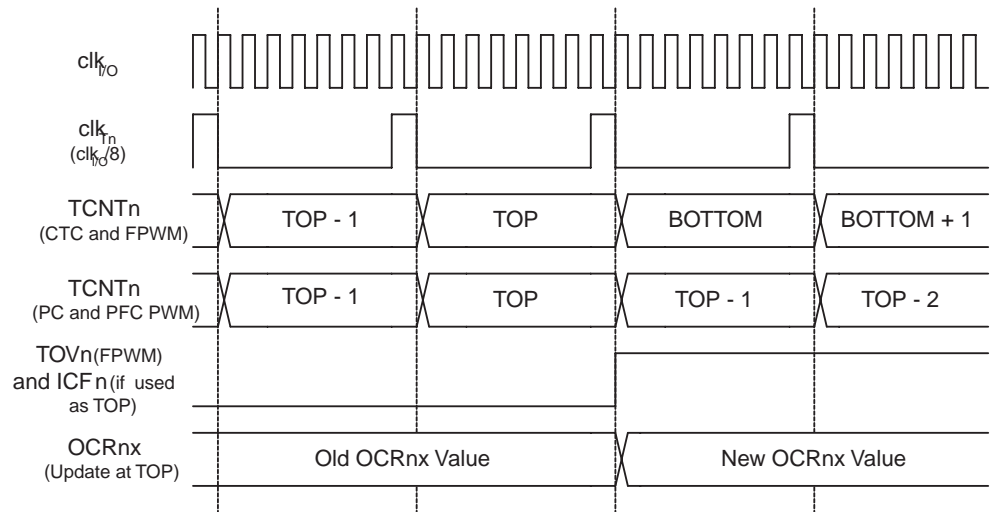 clkI/O
clkTn
(clkI/O/8)
TCNTn
(CTC and FPWM)
TOP - 1
TOP
BOTTOM
BOTTOM + 1
TCNTn
(PC and PFC PWM)
TOP - 1
TOP
TOP - 1
TOP - 2
TOVn(FPWM)
and ICFn(if used
as TOP)
OCRnx
(Update at TOP)
Old OCRnx Value
New OCRnx Value